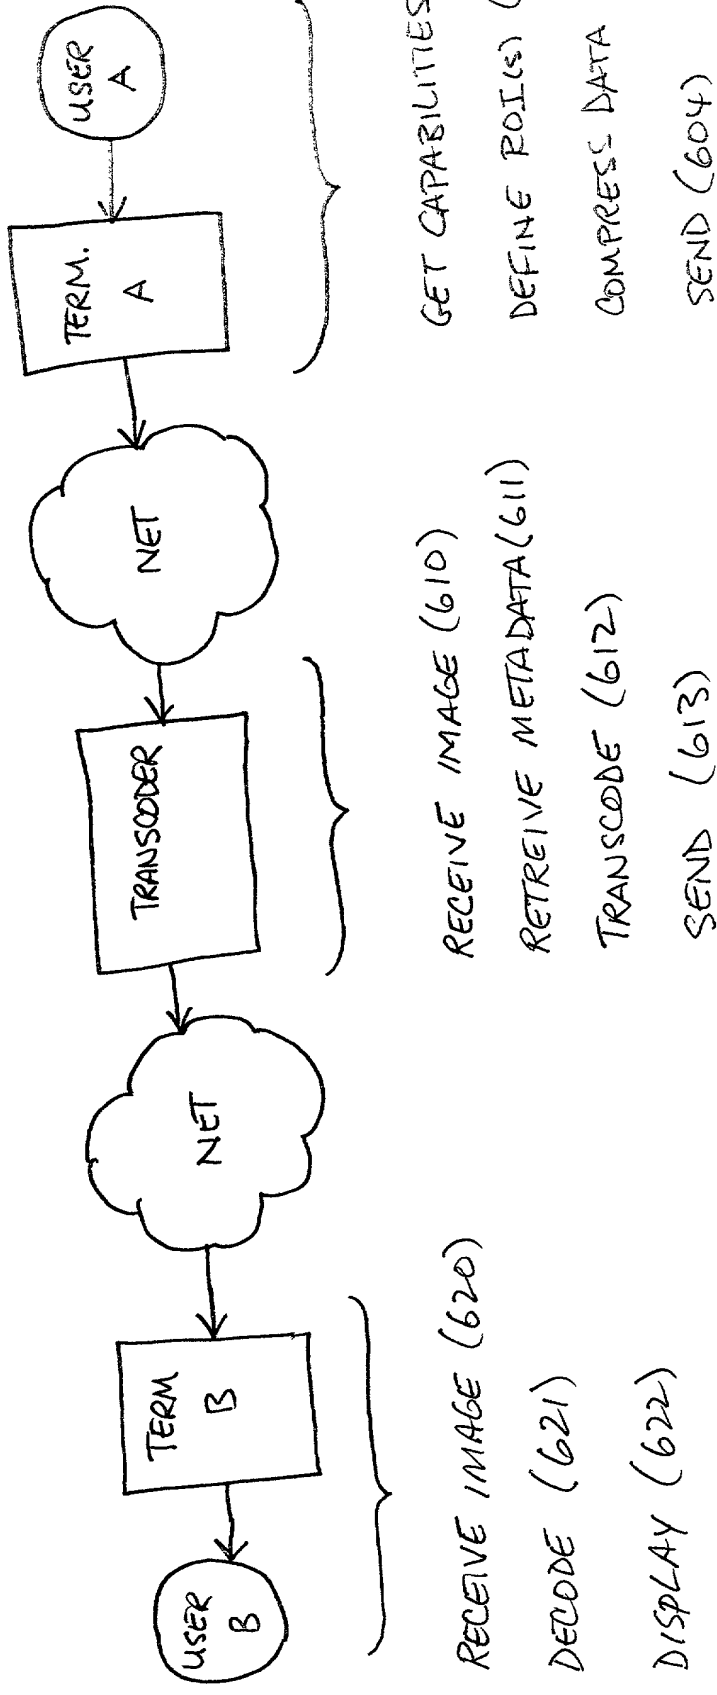 USER
B
TERM
B
NET
TRANSCODER
NET
TERM.
A
USER
A
RECEIVE IMAGE (620)
DECODE (621)
DISPLAY (622)
RECEIVE IMAGE (610)
RETREIVE METADATA (611)
TRANSCODE (612)
SEND (613)
GET CAPABILITIES
DEFINE ROI(s) (
COMPRESS DATA
SEND (604)